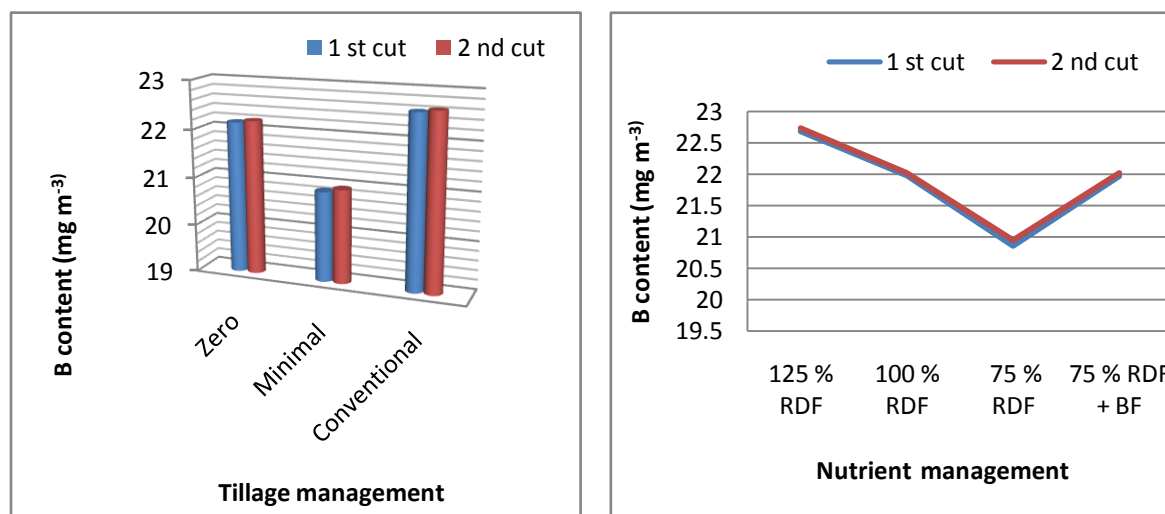 1 st cut 2 nd cut
23
22
21
20
19
B content (mg m⁻³)
Zero
Minimal
Conventional
Tillage management
1 st cut 2 nd cut
23
22.5
22
21.5
21
20.5
20
19.5
B content (mg m⁻³)
125 % 100 % 75 % 75 % RDF
RDF RDF RDF + BF
Nutrient management